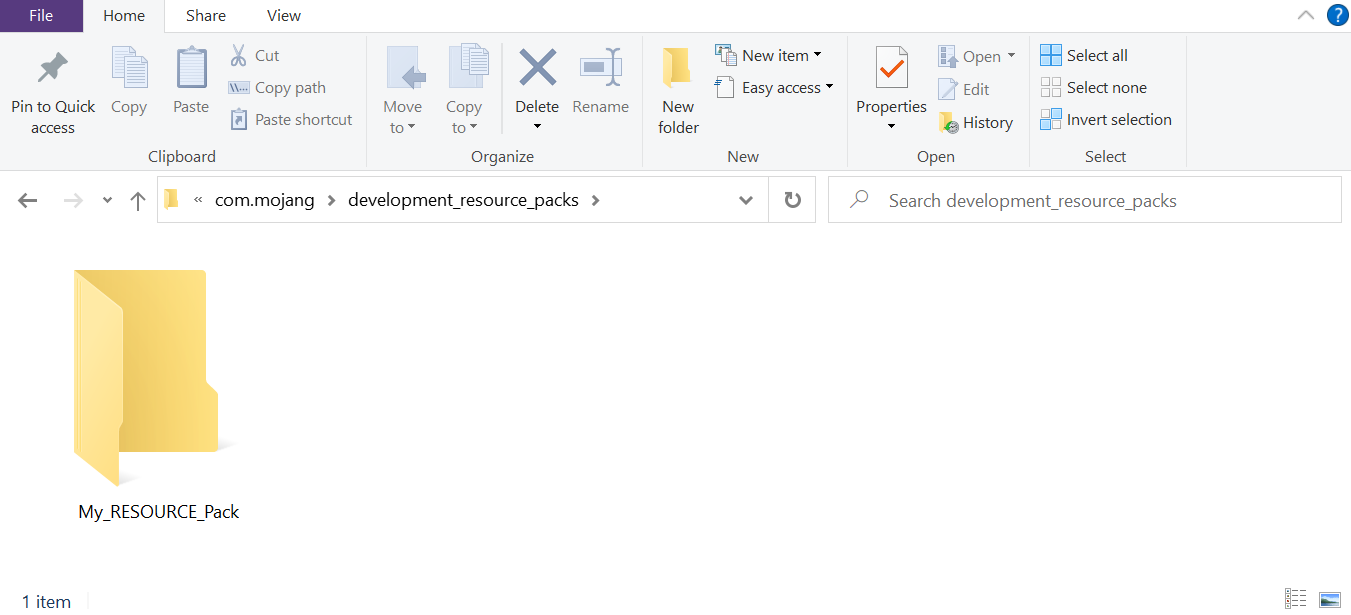 File Home Share View
?
Pin to Quick access
Copy
Paste
Cut
Copy path
Paste shortcut
Clipboard
Move to
Copy to
Delete
Rename
Organize
New folder
New item
Easy access
New
Properties
Open
Edit
History
Open
Select all
Select none
Invert selection
Select
« com.mojang > development_resource_packs >
Search development_resource_packs
My_RESOURCE_Pack
1 item